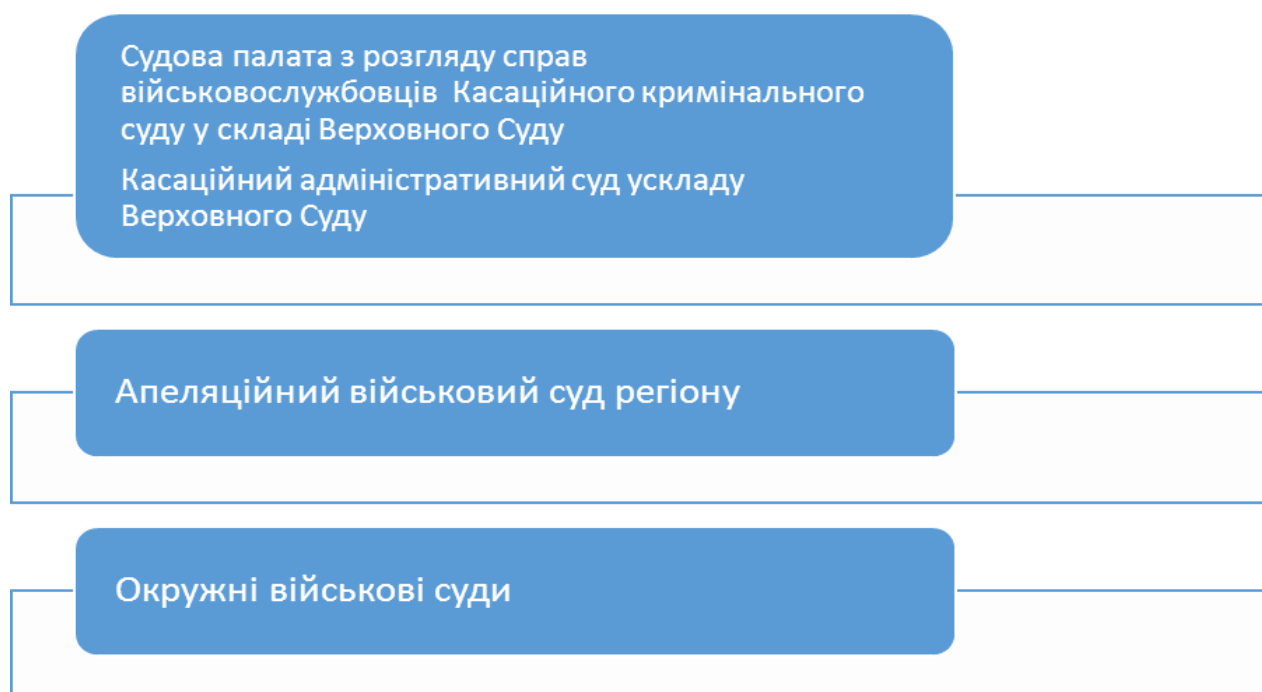 Судова палата з розгляду справ
військовослужбовців  Касаційного кримінального
суду у складі Верховного Суду
Касаційний адміністративний суд ускладу
Верховного Суду
Апеляційний військовий суд регіону
Окружні військові суди